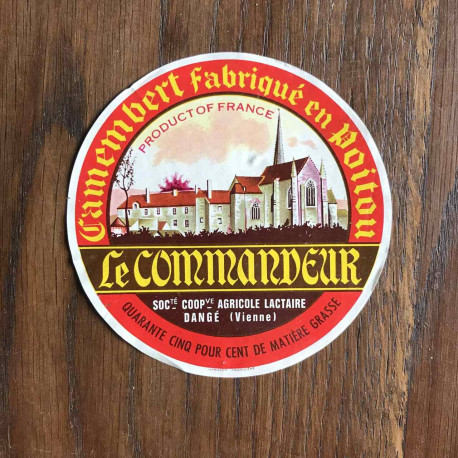 Camembert Fabriqué en Poitou
PRODUCT OF FRANCE
Le COMMANDEUR
SOCTÉ COOPVE AGRICOLE LACTAIRE
DANGÉ (Vienne)
QUARANTE CINQ POUR CENT DE MATIÈRE GRASSE